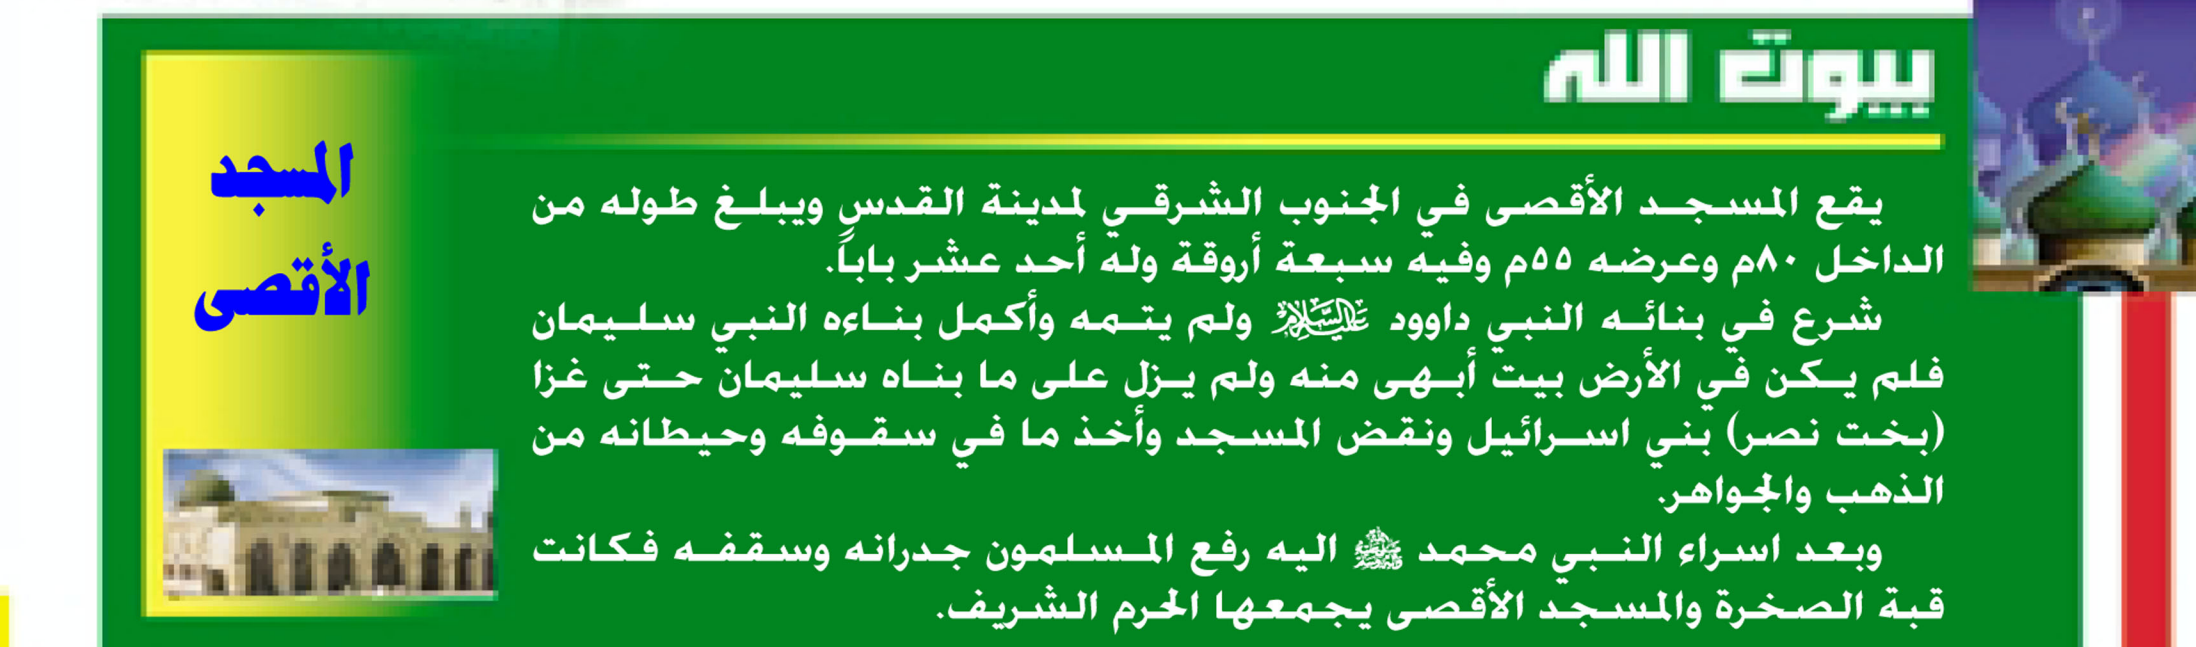 بيوت الله
المسجد
الأقصى
يقع المسجد الأقصى في الجنوب الشرقي لمدينة القدس ويبلغ طوله من
الداخل ٨٠م وعرضه ٥٥م وفيه سبعة أروقة وله أحد عشر باباً.
شرع في بنائه النبي داوود عليه السلام ولم يتمه وأكمل بناءه النبي سليمان
فلم يكن في الأرض بيت أبهى منه ولم يزل على ما بناه سليمان حتى غزا
(بخت نصر) بني اسرائيل ونقض المسجد وأخذ ما في سقوفه وحيطانه من
الذهب والجواهر.
وبعد اسراء النبي محمد ﷺ اليه رفع المسلمون جدرانه وسقفه فكانت
قبة الصخرة والمسجد الأقصى يجمعها الحرم الشريف.